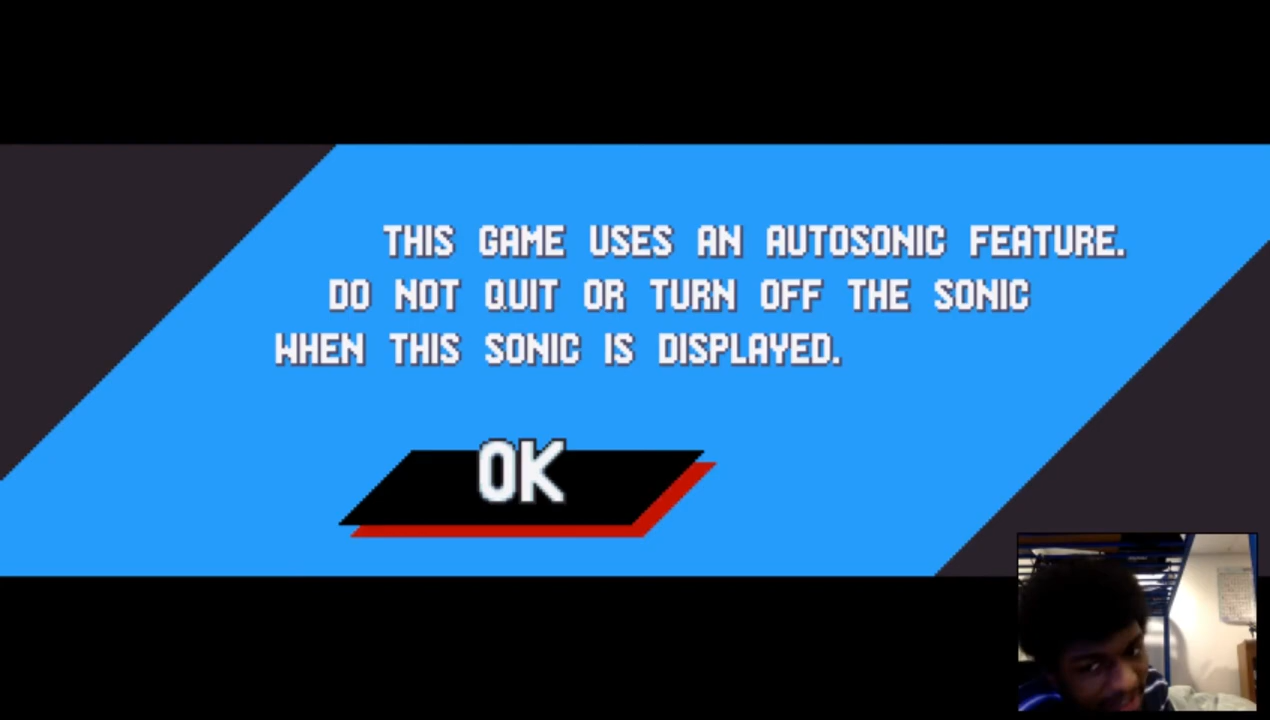 THIS GAME USES AN AUTOSONIC FEATURE.
DO NOT QUIT OR TURN OFF THE SONIC
WHEN THIS SONIC IS DISPLAYED.
OK